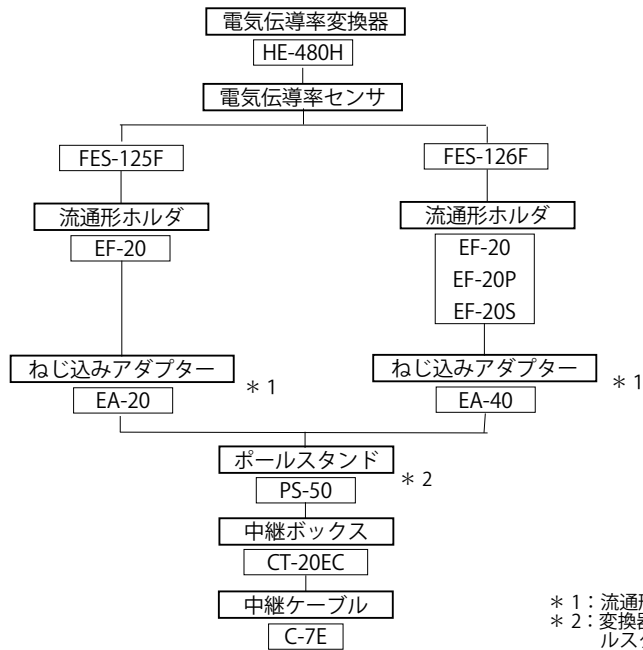 電気伝導率変換器
HE-480H
電気伝導率センサ
FES-125F
FES-126F
流通形ホルダ
流通形ホルダ
EF-20
EF-20
EF-20P
EF-20S
ねじ込みアダプター
＊1
ねじ込みアダプター
＊1
EA-20
EA-40
ポールスタンド
＊2
PS-50
中継ボックス
CT-20EC
中継ケーブル
C-7E
＊1：流通形
＊2：変換器
ルスタ